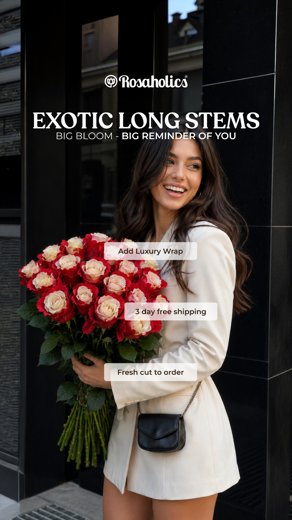 Rosaholics
EXOTIC LONG STEMS
BIG BLOOM - BIG REMINDER OF YOU
Add Luxury Wrap
3 day free shipping
Fresh cut to order